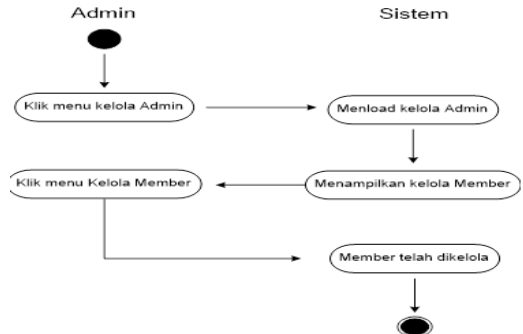 Admin
Sistem
Klik menu kelola Admin
Menload kelola Admin
Klik menu Kelola Member
Menampilkan kelola Member
Member telah dikelola